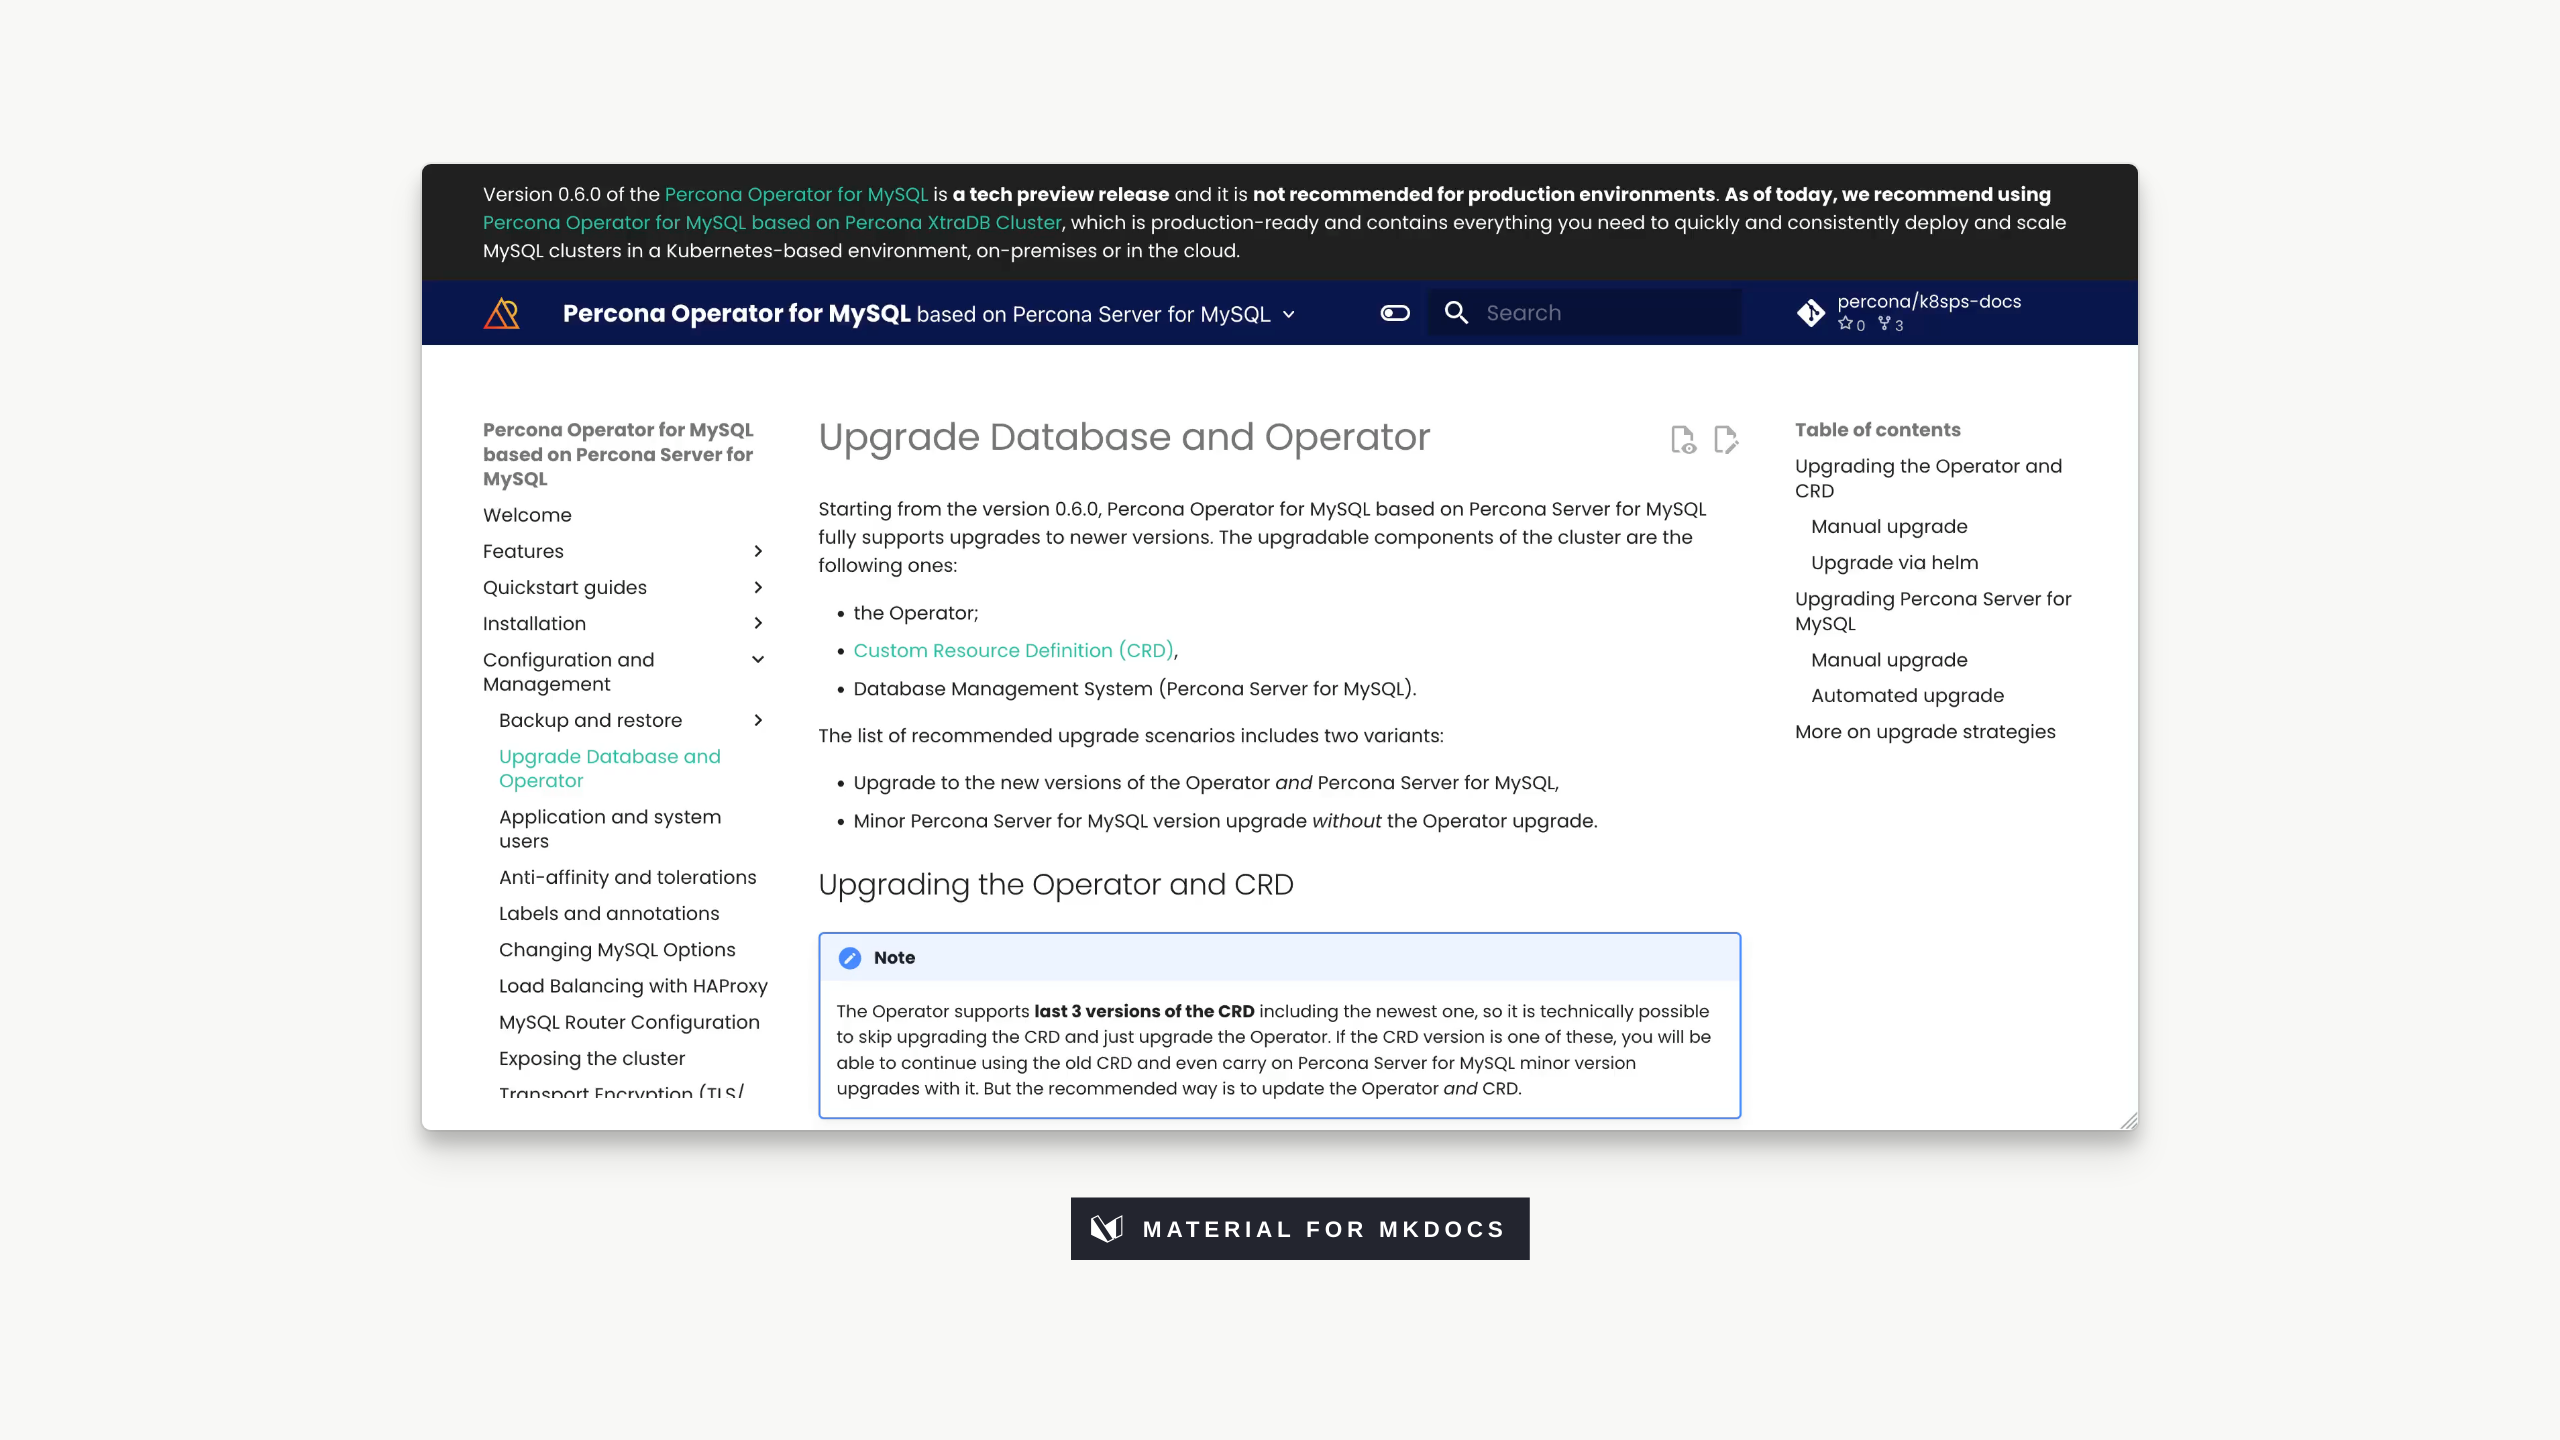 Version 0.6.0 of the Percona Operator for MySQL is a tech preview release and it is not recommended for production environments. As of today, we recommend using
Percona Operator for MySQL based on Percona XtraDB Cluster, which is production-ready and contains everything you need to quickly and consistently deploy and scale
MySQL clusters in a Kubernetes-based environment, on-premises or in the cloud.
Percona Operator for MySQL based on Percona Server for MySQL
Search
percona/k8sps-docs
0 3
Percona Operator for MySQL
based on Percona Server for
MySQL
Welcome
Features
Quickstart guides
Installation
Configuration and
Management
Backup and restore
Upgrade Database and
Operator
Application and system
users
Anti-affinity and tolerations
Labels and annotations
Changing MySQL Options
Load Balancing with HAProxy
MySQL Router Configuration
Exposing the cluster
Transport Encryption (TLS/
Upgrade Database and Operator
Starting from the version 0.6.0, Percona Operator for MySQL based on Percona Server for MySQL
fully supports upgrades to newer versions. The upgradable components of the cluster are the
following ones:
• the Operator;
• Custom Resource Definition (CRD),
• Database Management System (Percona Server for MySQL).
The list of recommended upgrade scenarios includes two variants:
• Upgrade to the new versions of the Operator and Percona Server for MySQL,
• Minor Percona Server for MySQL version upgrade without the Operator upgrade.
Upgrading the Operator and CRD
Note
The Operator supports last 3 versions of the CRD including the newest one, so it is technically possible
to skip upgrading the CRD and just upgrade the Operator. If the CRD version is one of these, you will be
able to continue using the old CRD and even carry on Percona Server for MySQL minor version
upgrades with it. But the recommended way is to update the Operator and CRD.
Table of contents
Upgrading the Operator and
CRD
Manual upgrade
Upgrade via helm
Upgrading Percona Server for
MySQL
Manual upgrade
Automated upgrade
More on upgrade strategies
MATERIAL FOR MKDOCS